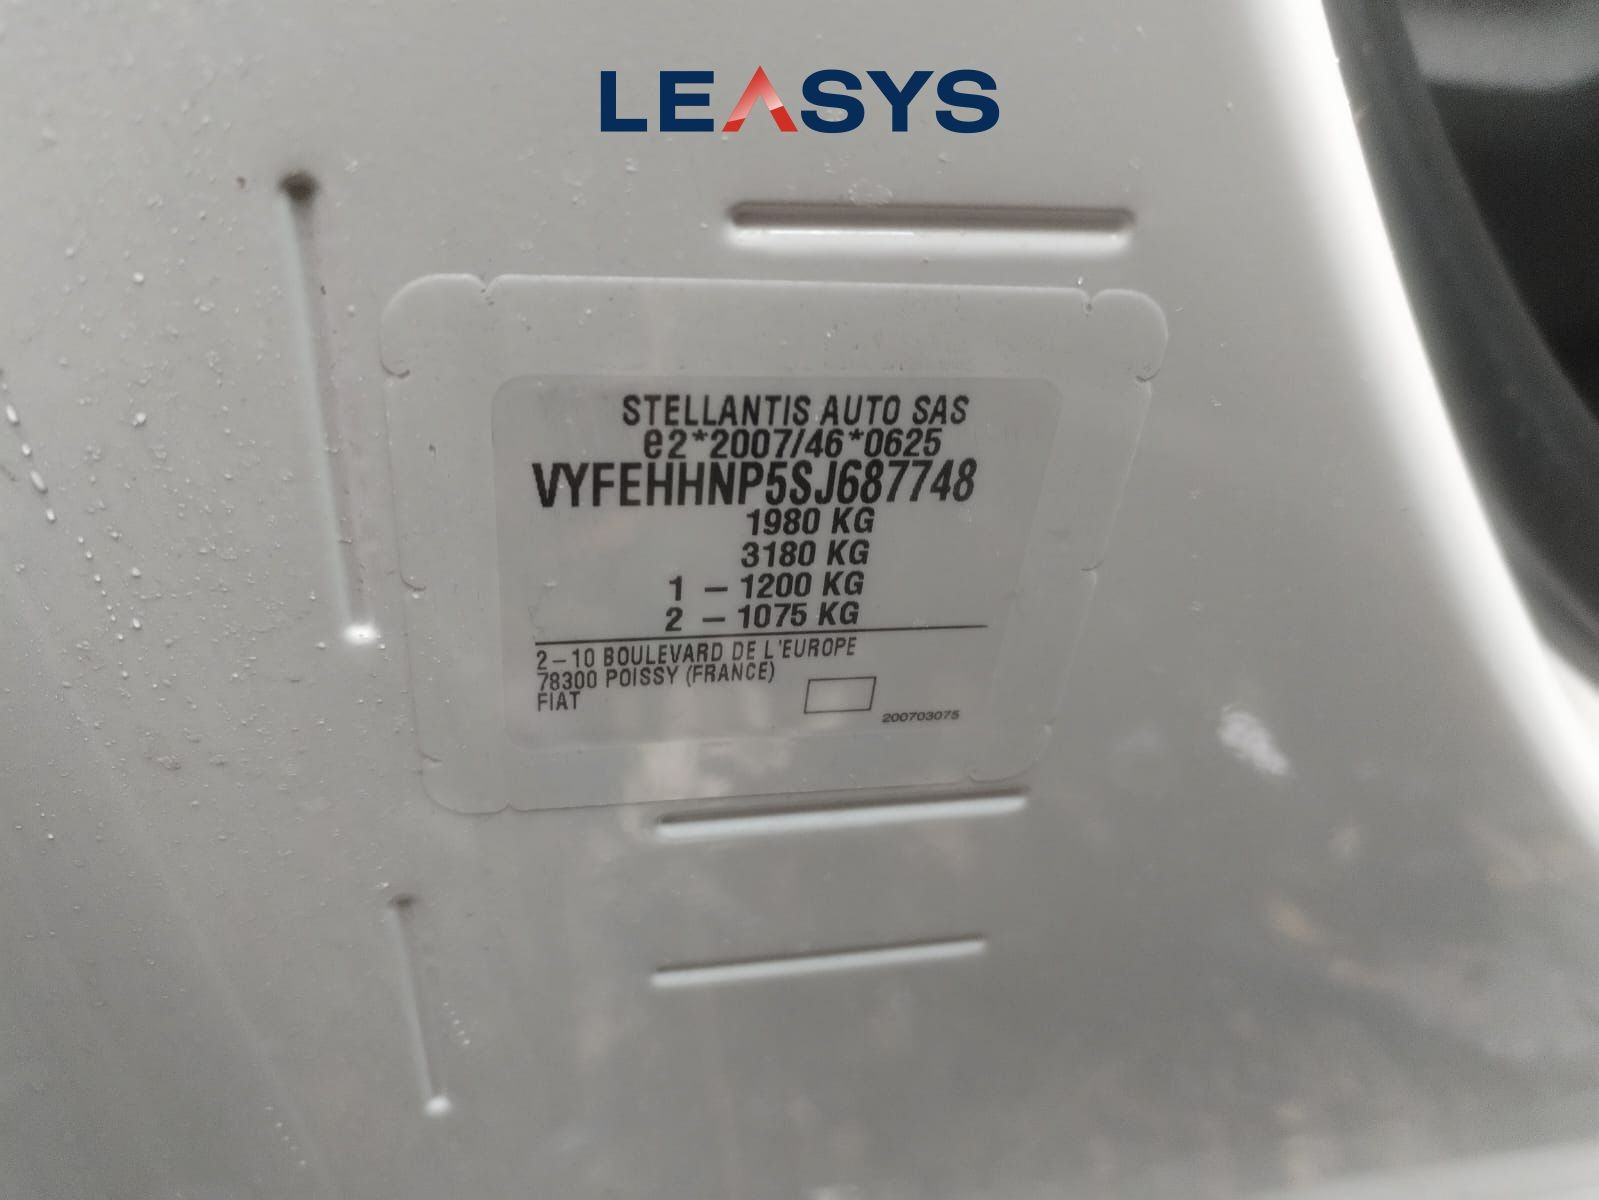 LEASYS
STELLANTIS AUTO SAS
e2*2007/46*0625
VYFEHHNP5SJ687748
1980 KG
3180 KG
1 – 1200 KG
2 – 1075 KG
2–10 BOULEVARD DE L'EUROPE
78300 POISSY (FRANCE)
FIAT
200703075